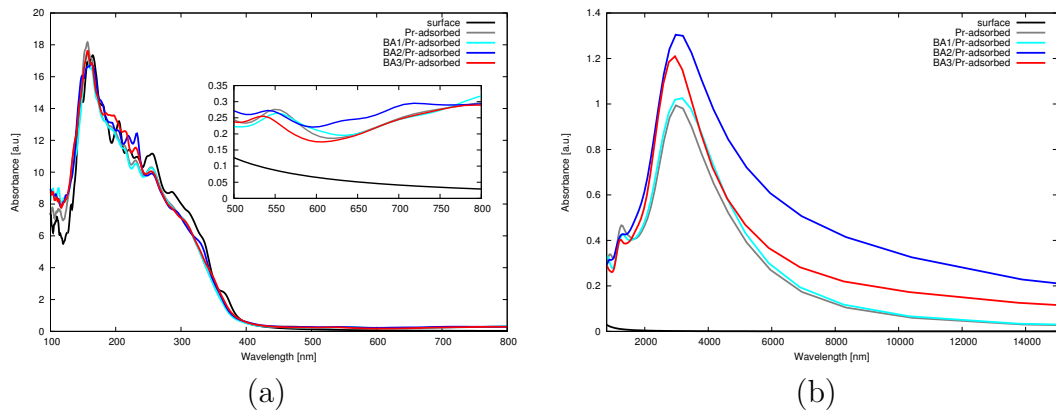 surface
Pr-adsorbed
BA1/Pr-adsorbed
BA2/Pr-adsorbed
BA3/Pr-adsorbed
Absorbance [a.u]
20
18
16
14
12
10
8
6
4
2
0
100 200 300 400 500 600 700 800
Wavelength [nm]
0.35
0.3
0.25
0.2
0.15
0.1
0.05
0
500 550 600 650 700 750 800
(a)
surface
Pr-adsorbed
BA1/Pr-adsorbed
BA2/Pr-adsorbed
BA3/Pr-adsorbed
Absorbance [a.u]
1.4
1.2
1
0.8
0.6
0.4
0.2
0
2000 4000 6000 8000 10000 12000 14000
Wavelength [nm]
(b)